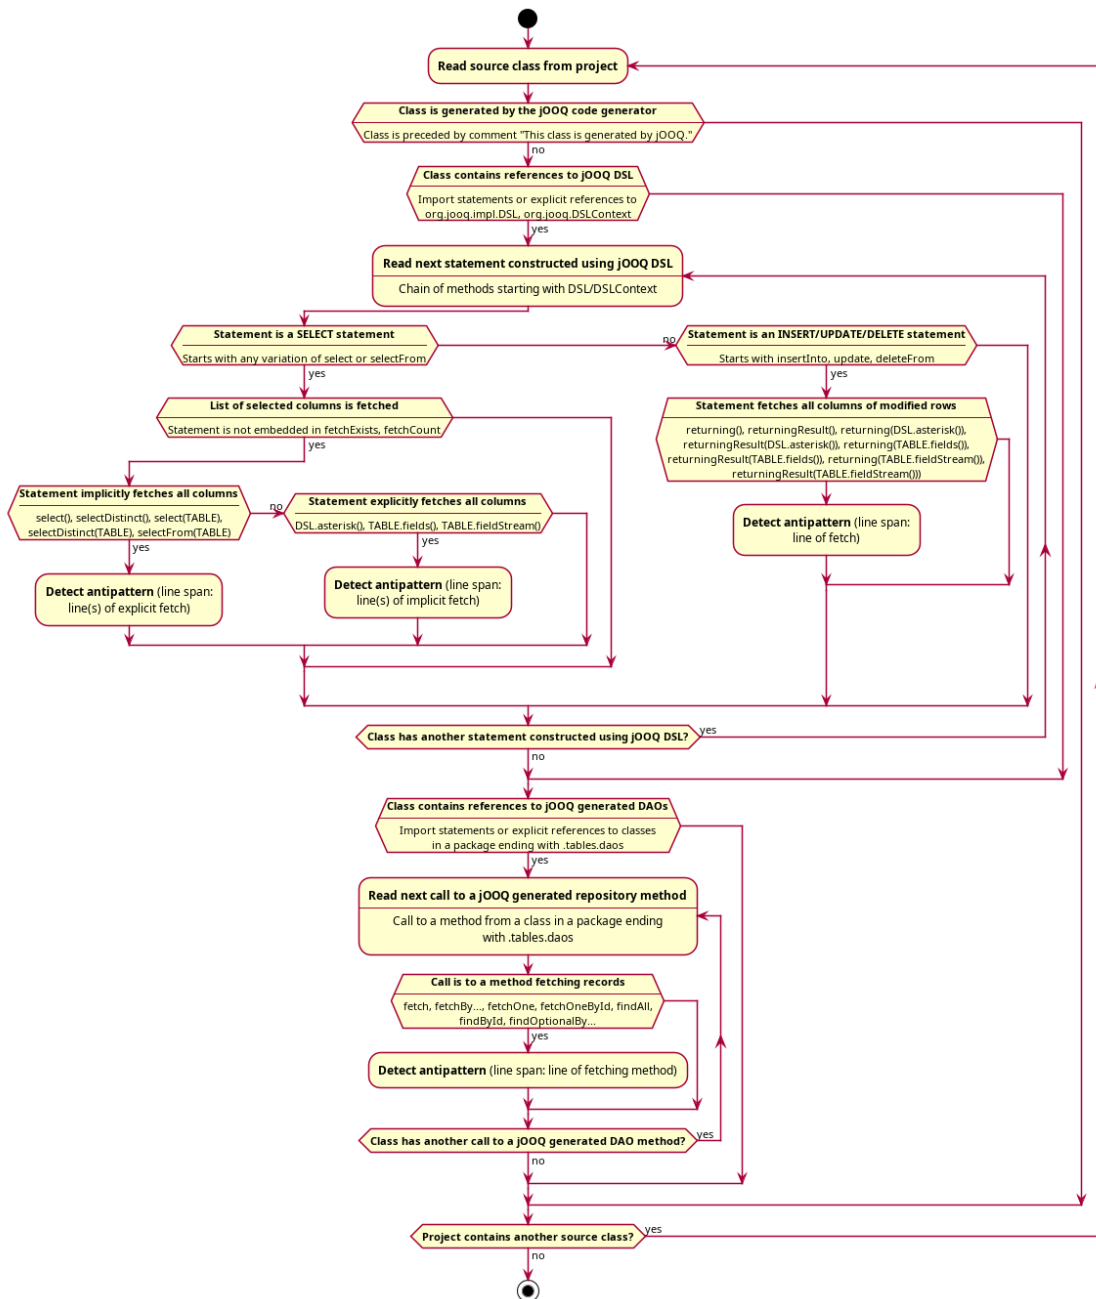 Read source class from project
Class is generated by the jOOQ code generator
Class is preceded by comment "This class is generated by jOOQ."
no
Class contains references to jOOQ DSL
Import statements or explicit references to
org.jooq.impl.DSL, org.jooq.DSLContext
yes
Read next statement constructed using jOOQ DSL
Chain of methods starting with DSL/DSLContext
Statement is a SELECT statement
Starts with any variation of select or selectFrom
yes
no
Statement is an INSERT/UPDATE/DELETE statement
Starts with insertInto, update, deleteFrom
yes
List of selected columns is fetched
Statement is not embedded in fetchExists, fetchCount
yes
Statement fetches all columns of modified rows
returning(), returningResult(), returning(DSL.asterisk()),
returningResult(DSL.asterisk()), returning(TABLE.fields()),
returningResult(TABLE.fields()), returning(TABLE.fieldStream()),
returningResult(TABLE.fieldStream()))
Statement implicitly fetches all columns
select(), selectDistinct(), select(TABLE),
selectDistinct(TABLE), selectFrom(TABLE)
yes
no
Statement explicitly fetches all columns
DSL.asterisk(), TABLE.fields(), TABLE.fieldStream()
yes
Detect antipattern (line span:
line of fetch)
Detect antipattern (line span:
line(s) of explicit fetch)
Detect antipattern (line span:
line(s) of implicit fetch)
Class has another statement constructed using jOOQ DSL?
yes
no
Class contains references to jOOQ generated DAOs
Import statements or explicit references to classes
in a package ending with .tables.daos
yes
Read next call to a jOOQ generated repository method
Call to a method from a class in a package ending
with .tables.daos
Call is to a method fetching records
fetch, fetchBy..., fetchOne, fetchOneById, findAll,
findById, findOptionalBy...
yes
Detect antipattern (line span: line of fetching method)
Class has another call to a jOOQ generated DAO method?
yes
no
Project contains another source class?
yes
no